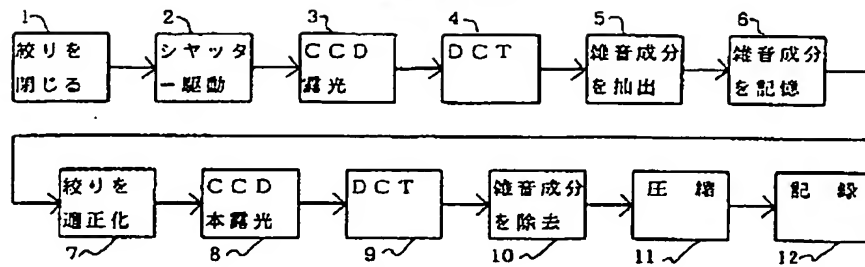 1
2
3
4
5
6
絞りを
閉じる
シヤッタ
ー駆動
CCD
露光
DCT
雑音成分
を抽出
雑音成分
を記憶
絞りを
適正化
CCD
本露光
DCT
雑音成分
を除去
圧 縮
記 録
7
8
9
10
11
12